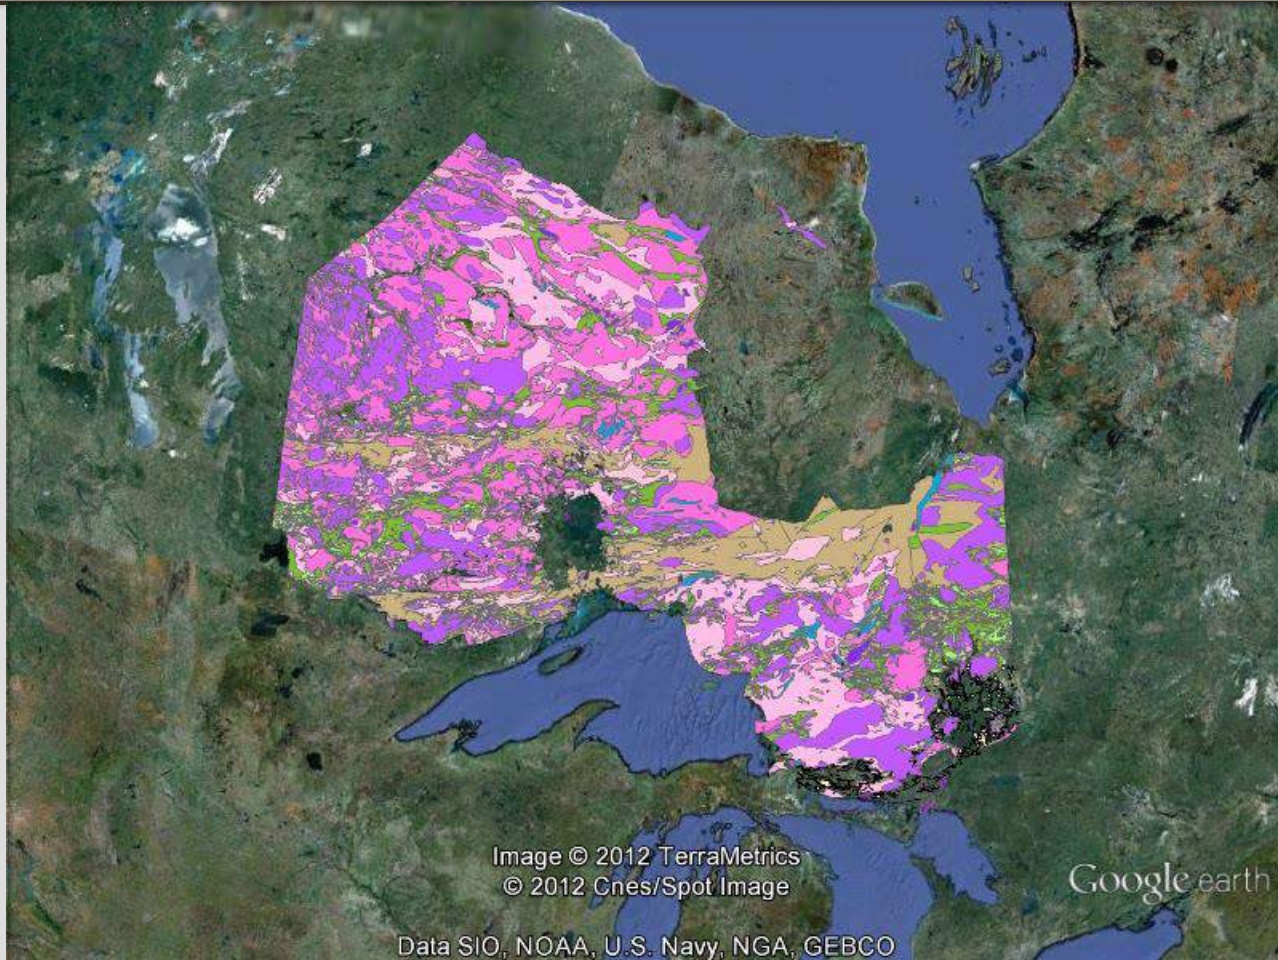 Image © 2012 TerraMetrics
© 2012 Cnes/Spot Image
Google earth
Data SIO, NOAA, U.S. Navy, NGA, GEBCO